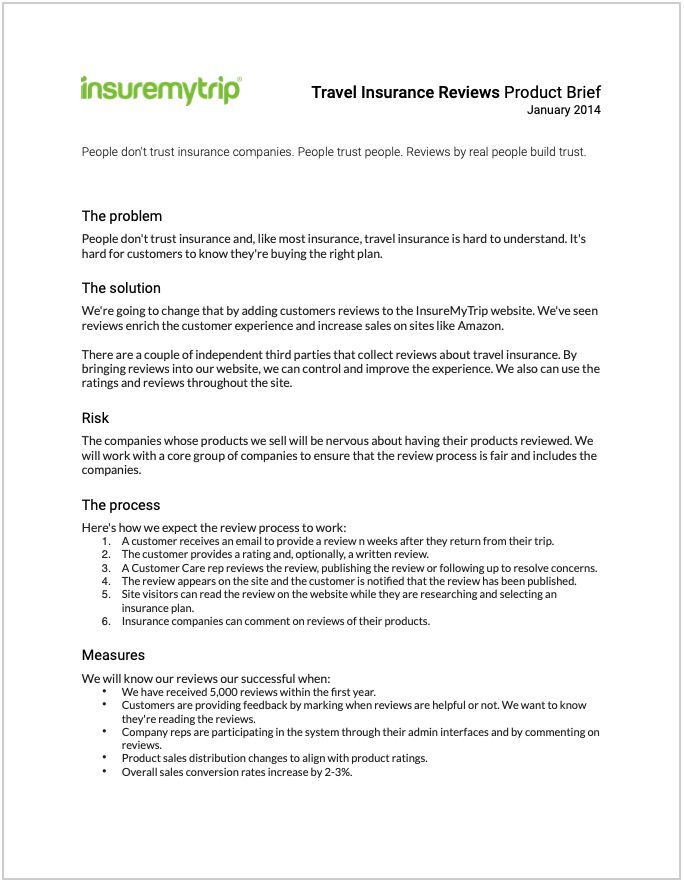 insuremytrip®
Travel Insurance Reviews Product Brief
January 2014
People don't trust insurance companies. People trust people. Reviews by real people build trust.
The problem
People don't trust insurance and, like most insurance, travel insurance is hard to understand. It's
hard for customers to know they're buying the right plan.
The solution
We're going to change that by adding customers reviews to the InsureMyTrip website. We've seen
reviews enrich the customer experience and increase sales on sites like Amazon.
There are a couple of independent third parties that collect reviews about travel insurance. By
bringing reviews into our website, we can control and improve the experience. We also can use the
ratings and reviews throughout the site.
Risk
The companies whose products we sell will be nervous about having their products reviewed. We
will work with a core group of companies to ensure that the review process is fair and includes the
companies.
The process
Here's how we expect the review process to work:
1. A customer receives an email to provide a review n weeks after they return from their trip.
2. The customer provides a rating and, optionally, a written review.
3. A Customer Care rep reviews the review, publishing the review or following up to resolve concerns.
4. The review appears on the site and the customer is notified that the review has been published.
5. Site visitors can read the review on the website while they are researching and selecting an
insurance plan.
6. Insurance companies can comment on reviews of their products.
Measures
We will know our reviews our successful when:
• We have received 5,000 reviews within the first year.
• Customers are providing feedback by marking when reviews are helpful or not. We want to know
they're reading the reviews.
• Company reps are participating in the system through their admin interfaces and by commenting on
reviews.
• Product sales distribution changes to align with product ratings.
• Overall sales conversion rates increase by 2-3%.